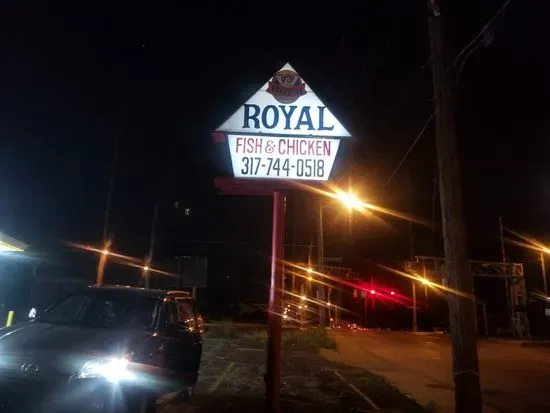 ROYAL
FISH & CHICKEN
317-744-0518